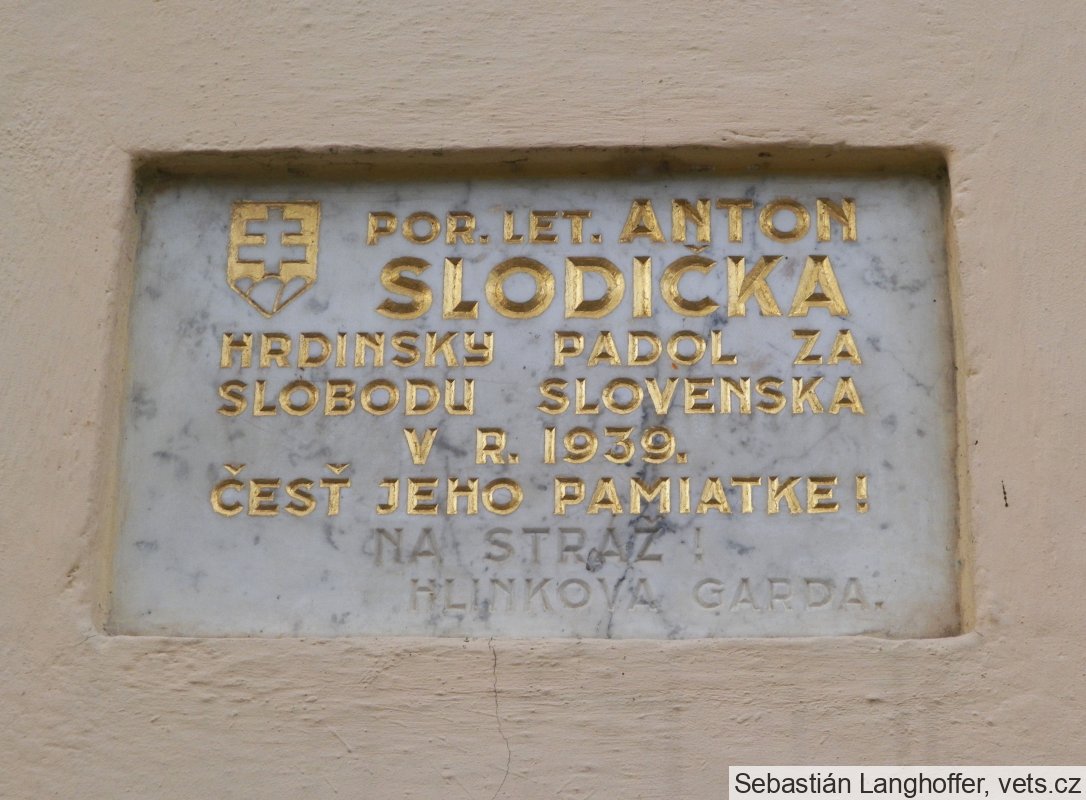 POR. LET. ANTON
SLODIČKA
HRDINSKY PADOL ZA
SLOBODU SLOVENSKA
V R. 1939.
ČESŤ JEHO PAMIATKE!
NA STRAŽ!
HLINKOVA GARDA.
Sebastián Langhoffer, vets.cz